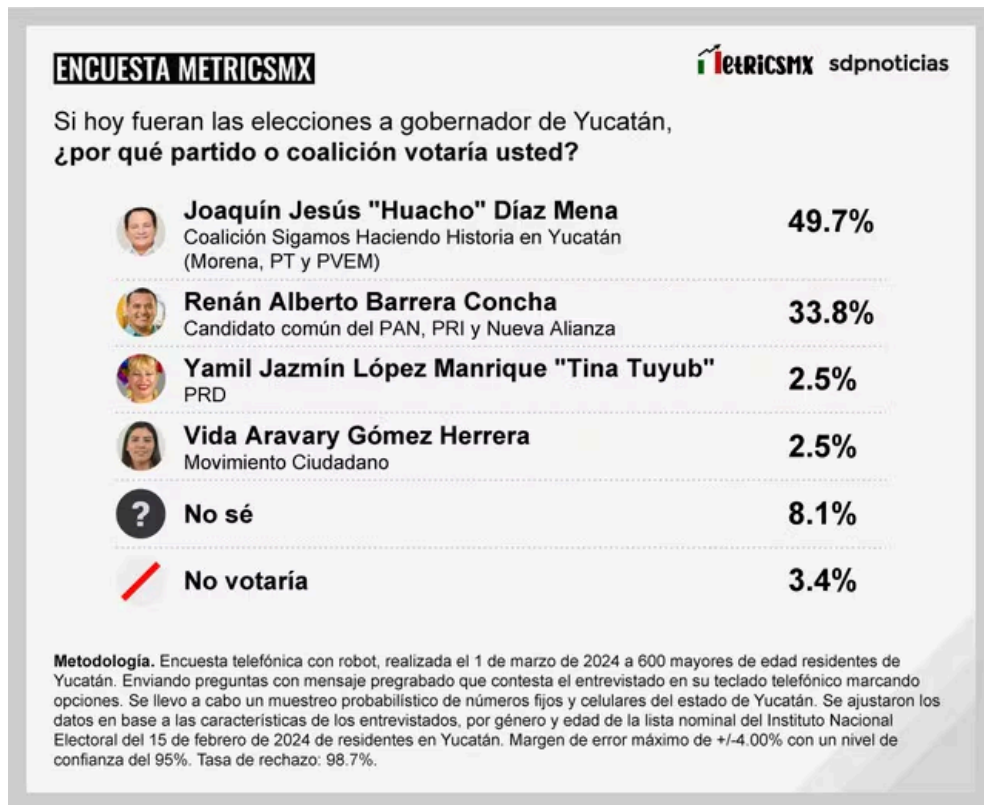 ENCUESTA METRICSMX
metRicsmx sdpnoticias
Si hoy fueran las elecciones a gobernador de Yucatán,
¿por qué partido o coalición votaría usted?
Joaquín Jesús "Huacho" Díaz Mena
49.7%
Coalición Sigamos Haciendo Historia en Yucatán
(Morena, PT y PVEM)
Renán Alberto Barrera Concha
33.8%
Candidato común del PAN, PRI y Nueva Alianza
Yamil Jazmín López Manrique "Tina Tuyub"
2.5%
PRD
Vida Aravary Gómez Herrera
2.5%
Movimiento Ciudadano
? No sé 8.1%
No votaría 3.4%
Metodología. Encuesta telefónica con robot, realizada el 1 de marzo de 2024 a 600 mayores de edad residentes de
Yucatán. Enviando preguntas con mensaje pregrabado que contesta el entrevistado en su teclado telefónico marcando
opciones. Se llevo a cabo un muestreo probabilístico de números fijos y celulares del estado de Yucatán. Se ajustaron los
datos en base a las características de los entrevistados, por género y edad de la lista nominal del Instituto Nacional
Electoral del 15 de febrero de 2024 de residentes en Yucatán. Margen de error máximo de +/-4.00% con un nivel de
confianza del 95%. Tasa de rechazo: 98.7%.